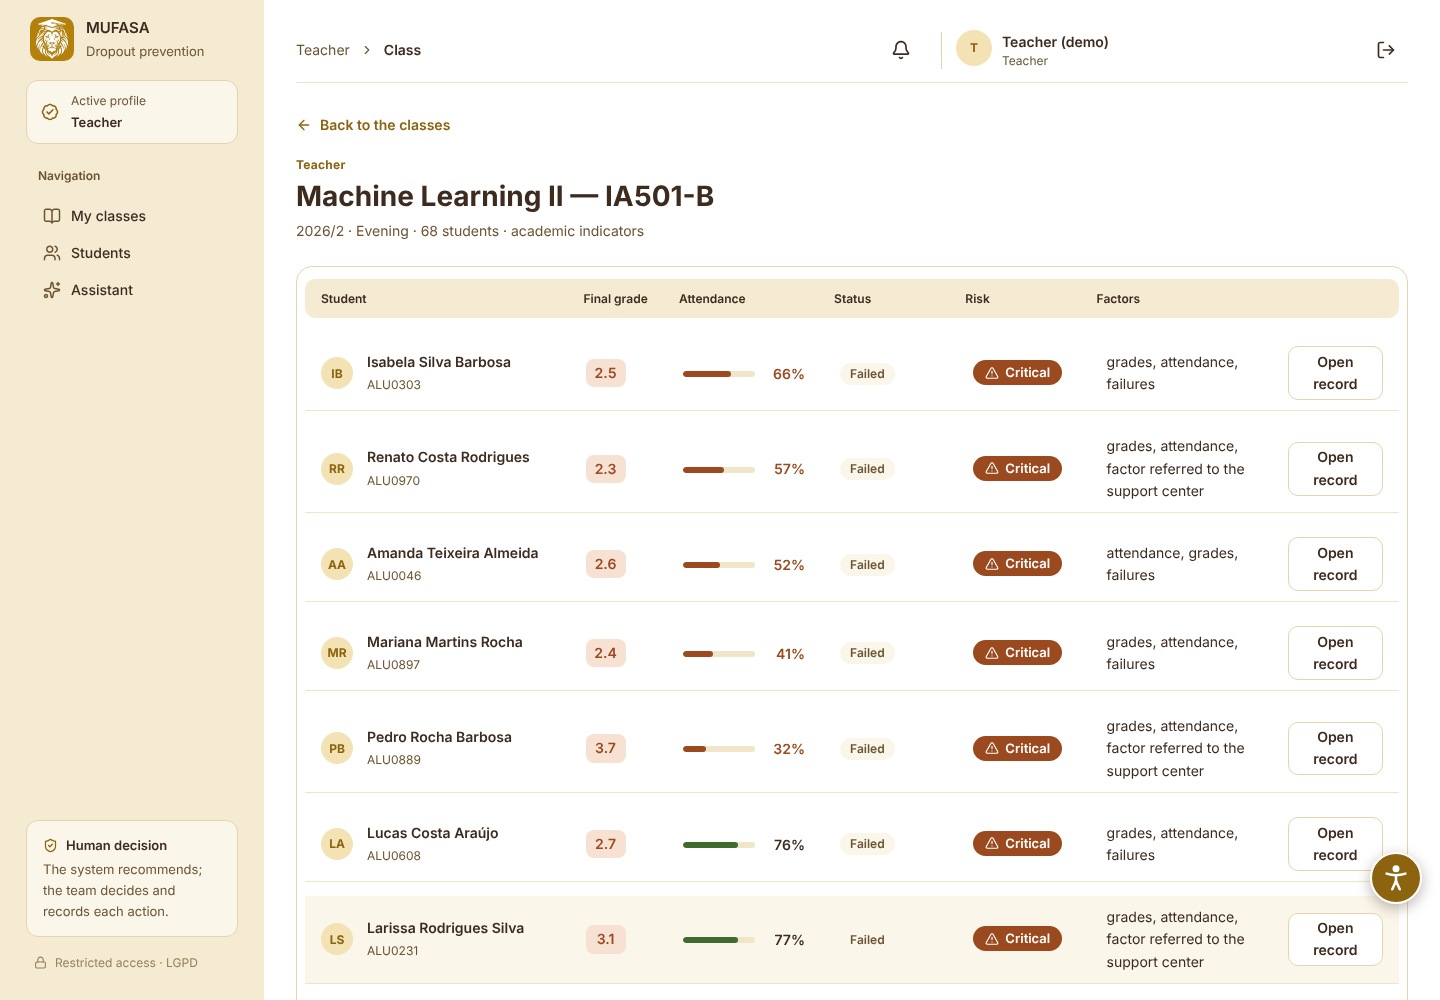 MUFASA
Dropout prevention
Active profile
Teacher
Navigation
My classes
Students
Assistant
Human decision
The system recommends;
the team decides and
records each action.
Restricted access · LGPD
Teacher > Class
T
Teacher (demo)
Teacher
← Back to the classes
Teacher
Machine Learning II — IA501-B
2026/2 · Evening · 68 students · academic indicators
Student Final grade Attendance Status Risk Factors
IB Isabela Silva Barbosa ALU0303 2.5 66% Failed Critical grades, attendance, failures Open record
RR Renato Costa Rodrigues ALU0970 2.3 57% Failed Critical grades, attendance, factor referred to the support center Open record
AA Amanda Teixeira Almeida ALU0046 2.6 52% Failed Critical attendance, grades, failures Open record
MR Mariana Martins Rocha ALU0897 2.4 41% Failed Critical grades, attendance, failures Open record
PB Pedro Rocha Barbosa ALU0889 3.7 32% Failed Critical grades, attendance, factor referred to the support center Open record
LA Lucas Costa Araújo ALU0608 2.7 76% Failed Critical grades, attendance, failures Open record
LS Larissa Rodrigues Silva ALU0231 3.1 77% Failed Critical grades, attendance, factor referred to the support center Open record